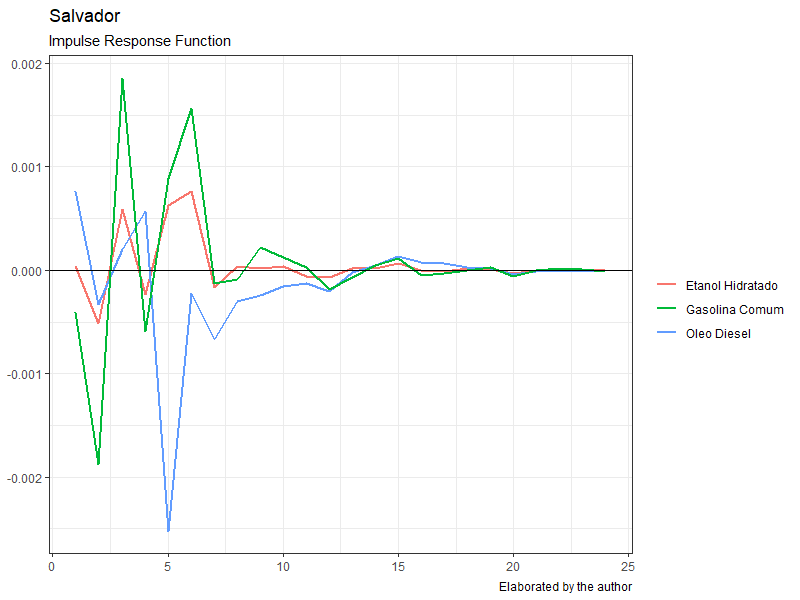 Salvador
Impulse Response Function
0.002
0.001
0.000
-0.001
-0.002
0 5 10 15 20 25
Etanol Hidratado
Gasolina Comum
Oleo Diesel
Elaborated by the author